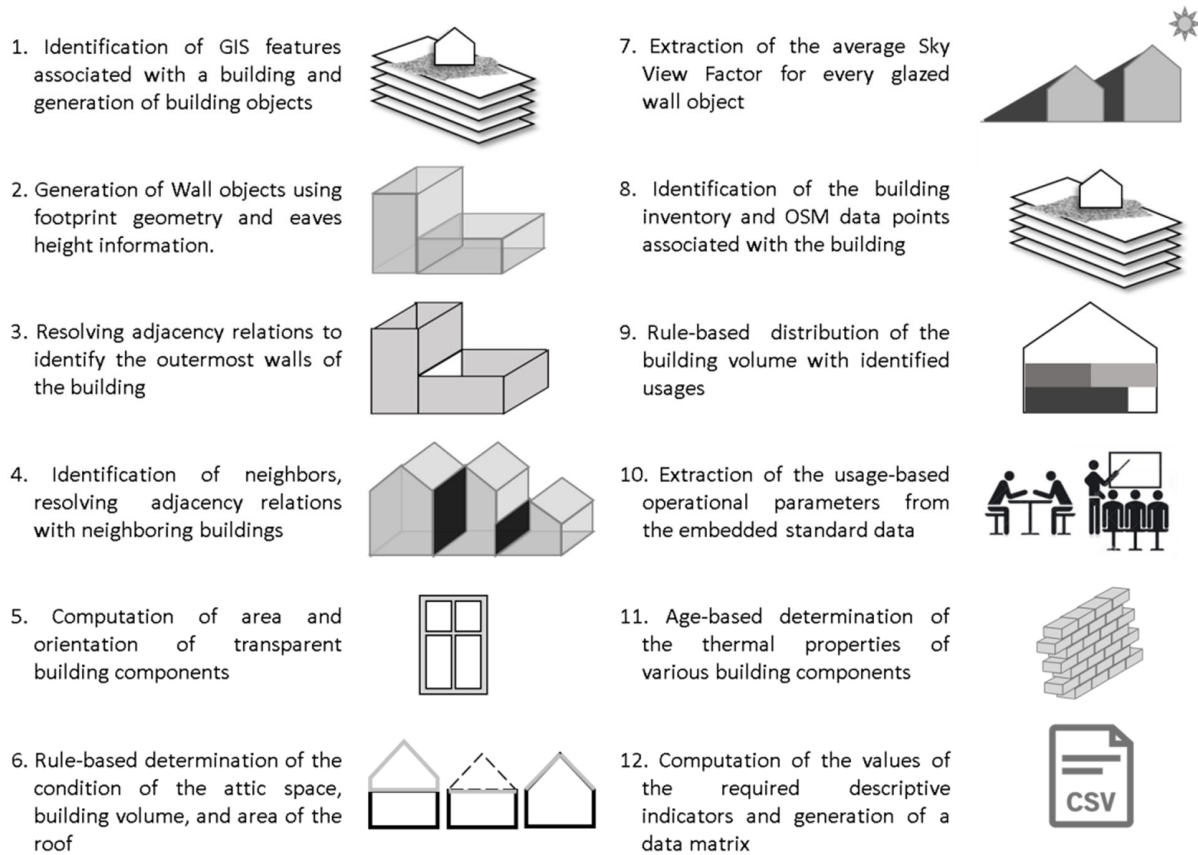 1. Identification of GIS features
associated with a building and
generation of building objects
2. Generation of Wall objects using
footprint geometry and eaves
height information.
3. Resolving adjacency relations to
identify the outermost walls of
the building
4. Identification of neighbors,
resolving adjacency relations
with neighboring buildings
5. Computation of area and
orientation of transparent
building components
6. Rule-based determination of the
condition of the attic space,
building volume, and area of the
roof
7. Extraction of the average Sky
View Factor for every glazed
wall object
8. Identification of the building
inventory and OSM data points
associated with the building
9. Rule-based distribution of the
building volume with identified
usages
10. Extraction of the usage-based
operational parameters from
the embedded standard data
11. Age-based determination of
the thermal properties of
various building components
12. Computation of the values of
the required descriptive
indicators and generation of a
data matrix
CSV